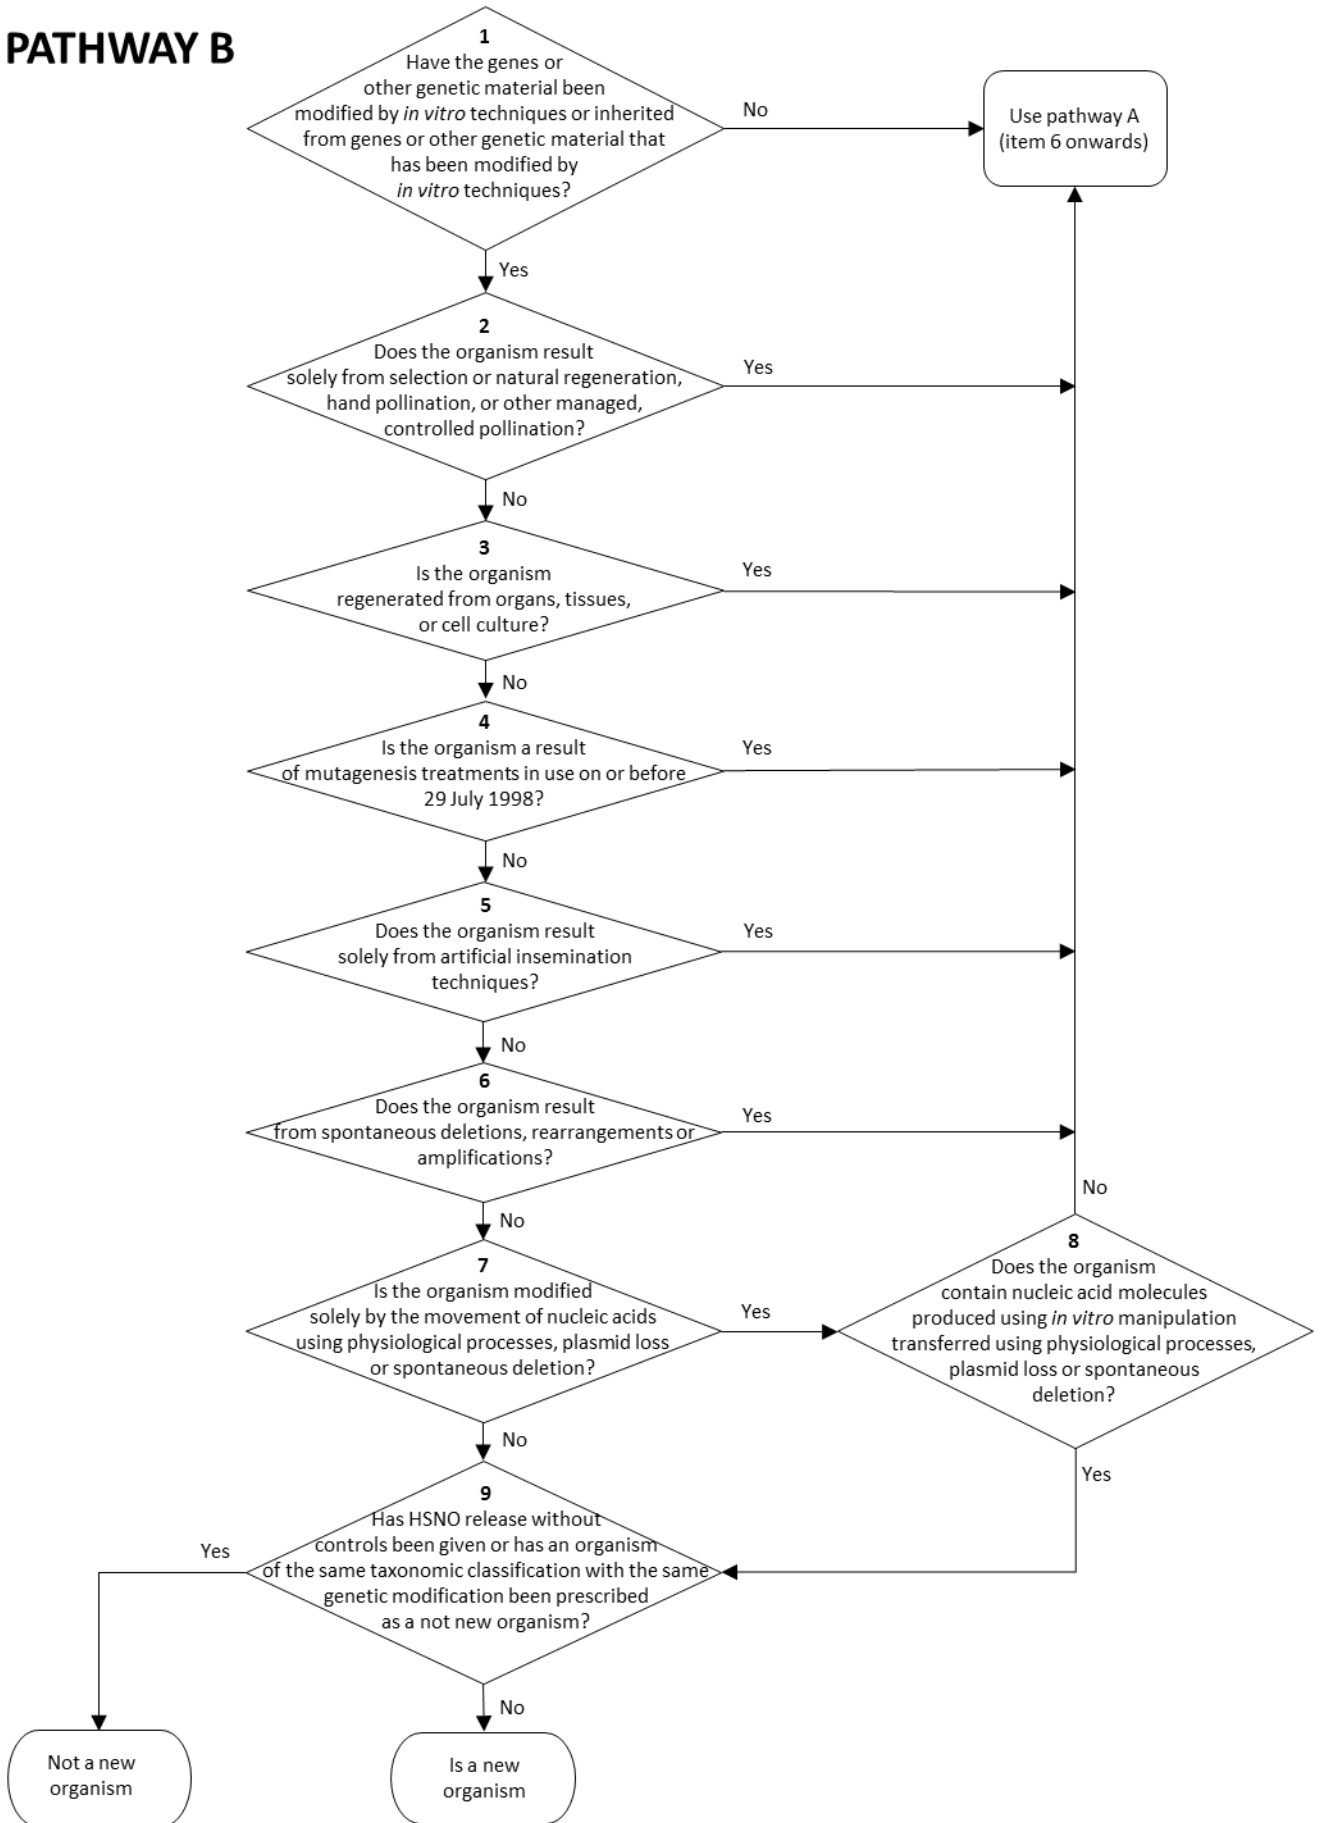 PATHWAY B
1
Have the genes or
other genetic material been
modified by in vitro techniques or inherited
from genes or other genetic material that
has been modified by
in vitro techniques?
No
Use pathway A
(item 6 onwards)
Yes
2
Does the organism result
solely from selection or natural regeneration,
hand pollination, or other managed,
controlled pollination?
Yes
No
3
Is the organism
regenerated from organs, tissues,
or cell culture?
Yes
No
4
Is the organism a result
of mutagenesis treatments in use on or before
29 July 1998?
Yes
No
5
Does the organism result
solely from artificial insemination
techniques?
Yes
No
6
Does the organism result
from spontaneous deletions, rearrangements or
amplifications?
Yes
No
7
Is the organism modified
solely by the movement of nucleic acids
using physiological processes, plasmid loss
or spontaneous deletion?
Yes
No
8
Does the organism
contain nucleic acid molecules
produced using in vitro manipulation
transferred using physiological processes,
plasmid loss or spontaneous
deletion?
No
Yes
9
Has HSNO release without
controls been given or has an organism
of the same taxonomic classification with the same
genetic modification been prescribed
as a not new organism?
Yes
No
Not a new
organism
Is a new
organism